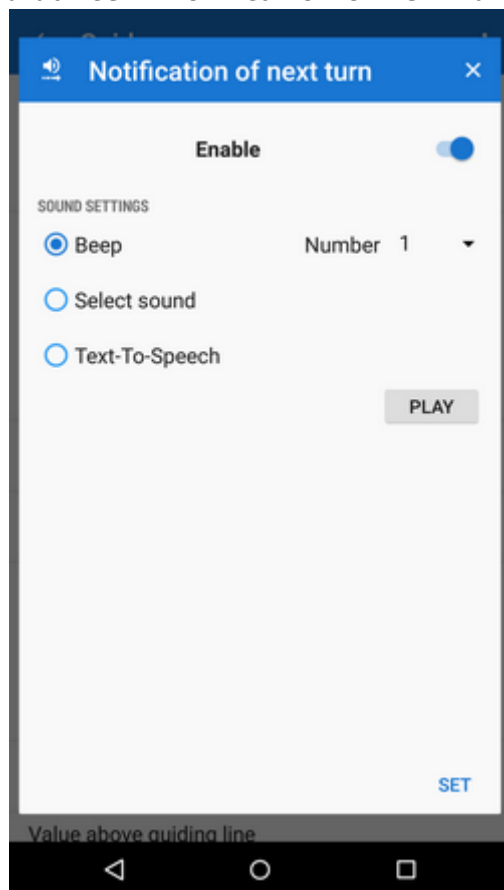 Notification of next turn ×
Enable
SOUND SETTINGS
Beep Number 1
Select sound
Text-To-Speech
PLAY
SET
Value above guiding line